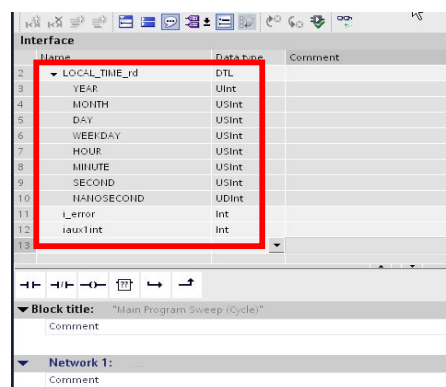 Interface
Name Data type Comment
2 LOCAL_TIME_rd DTL
3 YEAR UInt
4 MONTH USInt
5 DAY USInt
6 WEEKDAY USInt
7 HOUR USInt
8 MINUTE USInt
9 SECOND USInt
10 NANOSECOND UDInt
11 i_error Int
12 iaux1int Int
13
??
Block title: "Main Program Sweep (Cycle)"
Comment
Network 1: .....
Comment